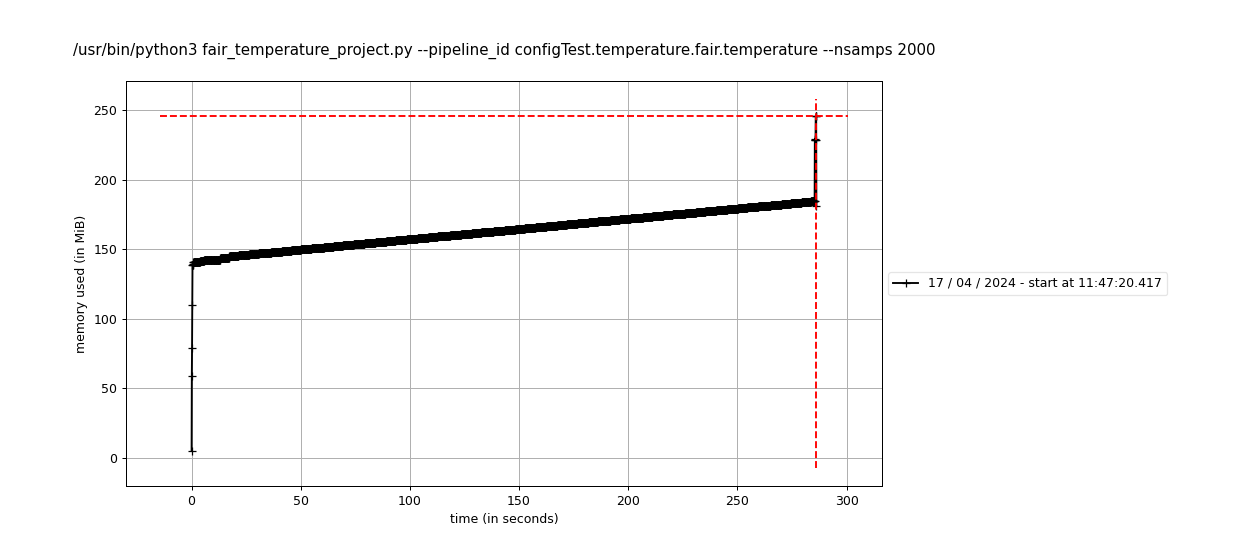 /usr/bin/python3 fair_temperature_project.py --pipeline_id configTest.temperature.fair.temperature --nsamps 2000
250
200
150
100
50
0
memory used (in MiB)
0 50 100 150 200 250 300
time (in seconds)
17 / 04 / 2024 - start at 11:47:20.417